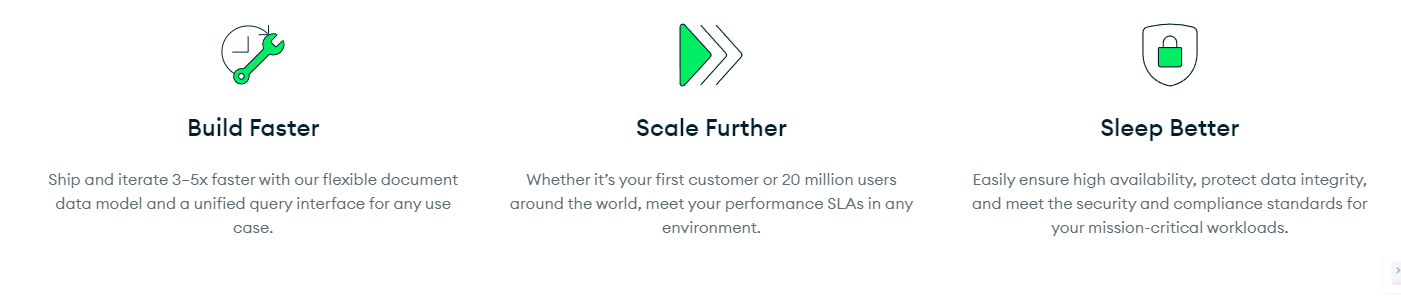 Build Faster
Ship and iterate 3–5x faster with our flexible document
data model and a unified query interface for any use
case.
Scale Further
Whether it’s your first customer or 20 million users
around the world, meet your performance SLAs in any
environment.
Sleep Better
Easily ensure high availability, protect data integrity,
and meet the security and compliance standards for
your mission-critical workloads.